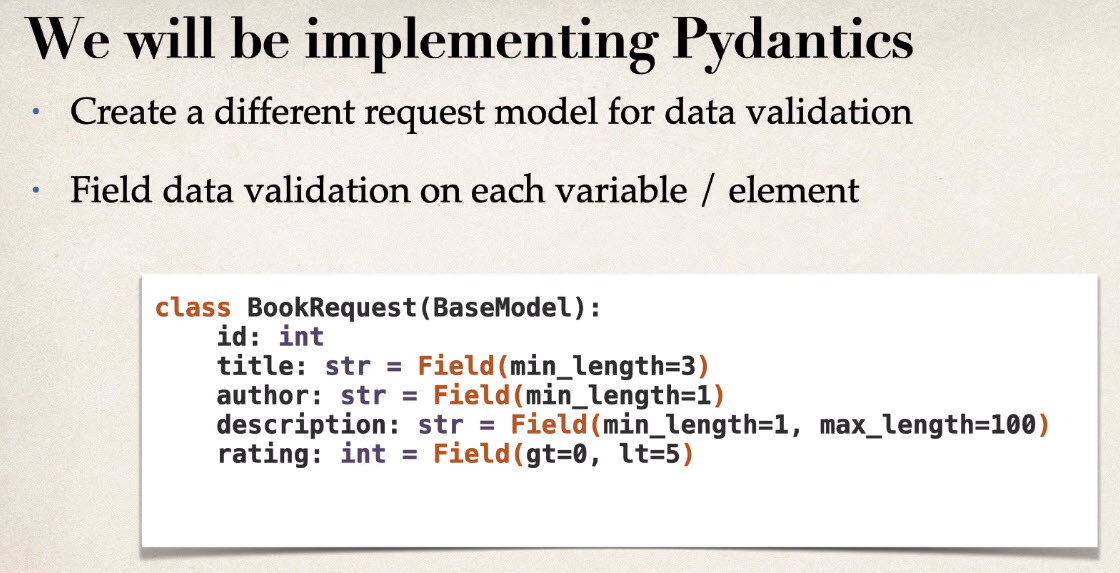 We will be implementing Pydantics
• Create a different request model for data validation
• Field data validation on each variable / element
class BookRequest(BaseModel):
    id: int
    title: str = Field(min_length=3)
    author: str = Field(min_length=1)
    description: str = Field(min_length=1, max_length=100)
    rating: int = Field(gt=0, lt=5)